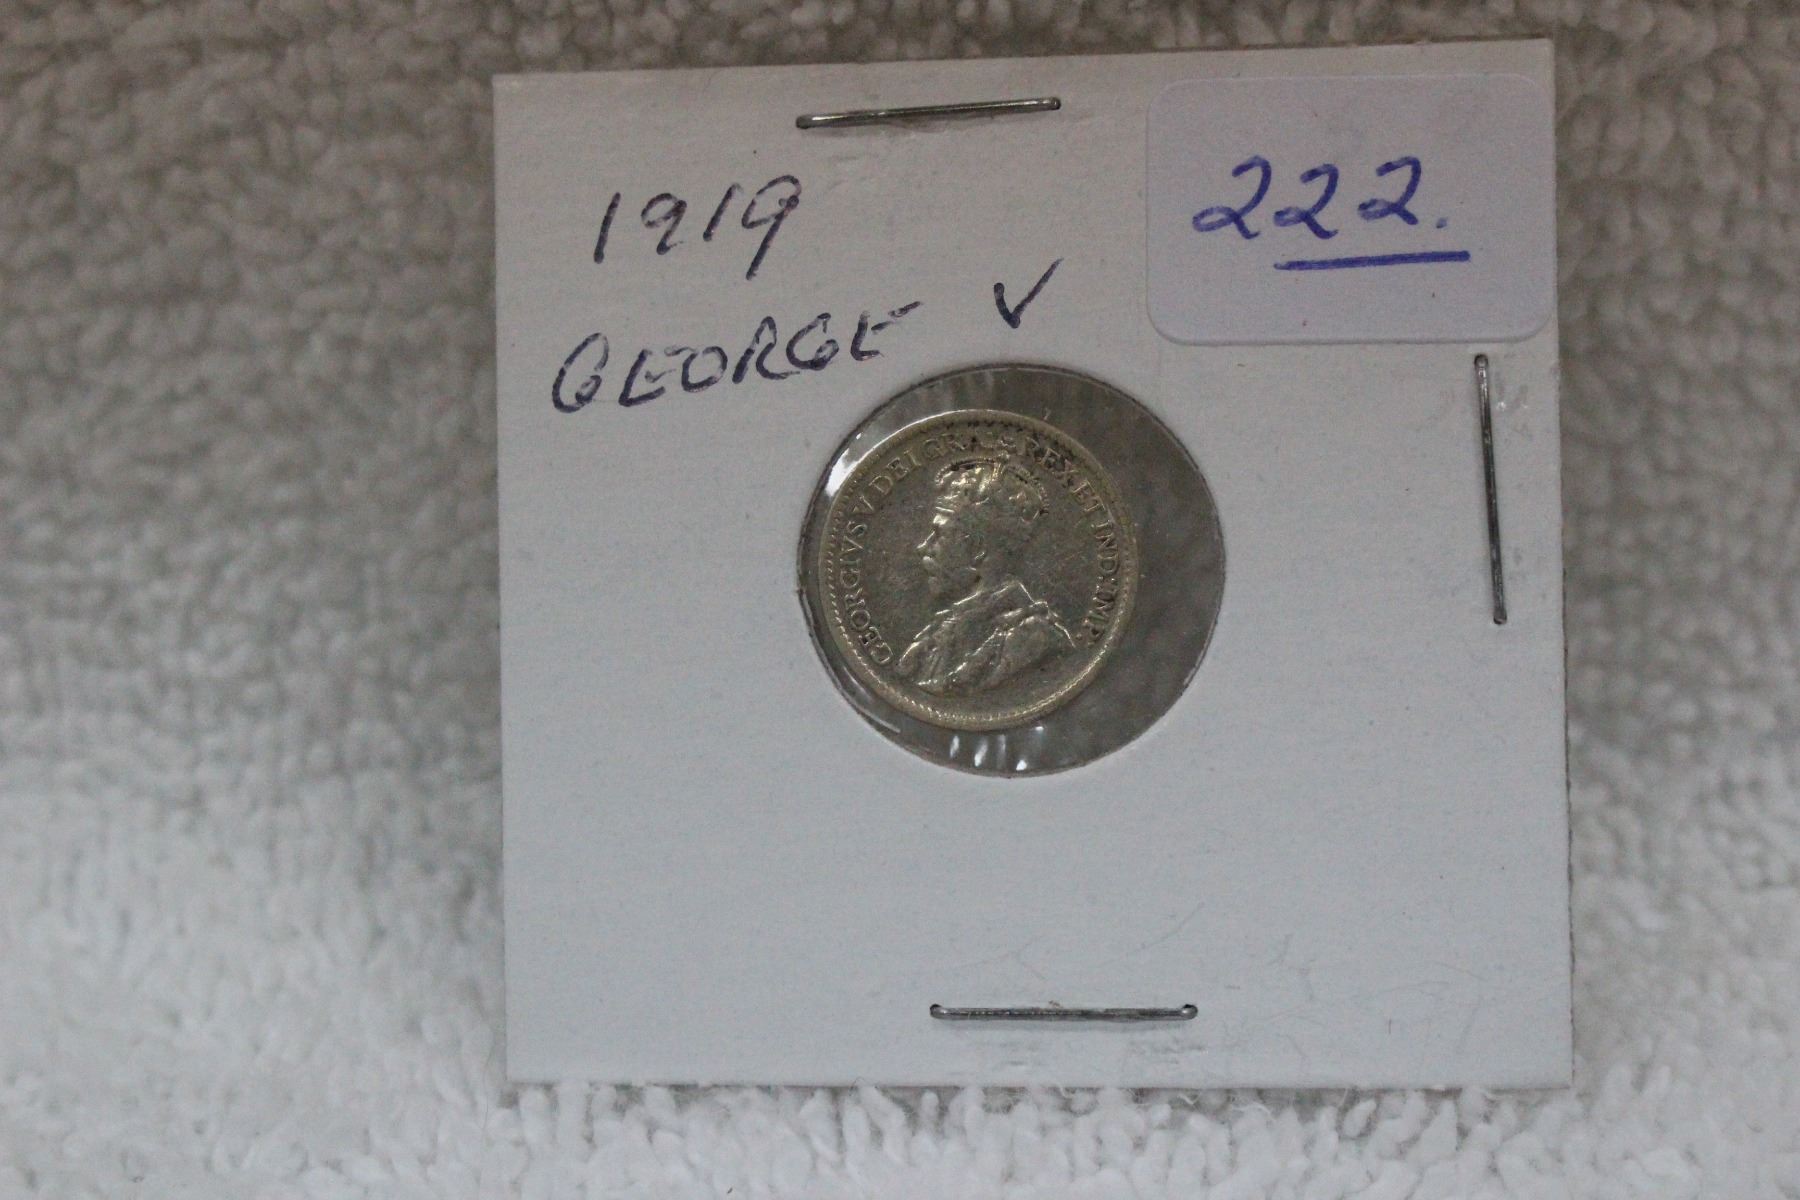 1919
GEORGE V
222.
GEORGIVS V DEI GRA: REX ET IND: IMP: